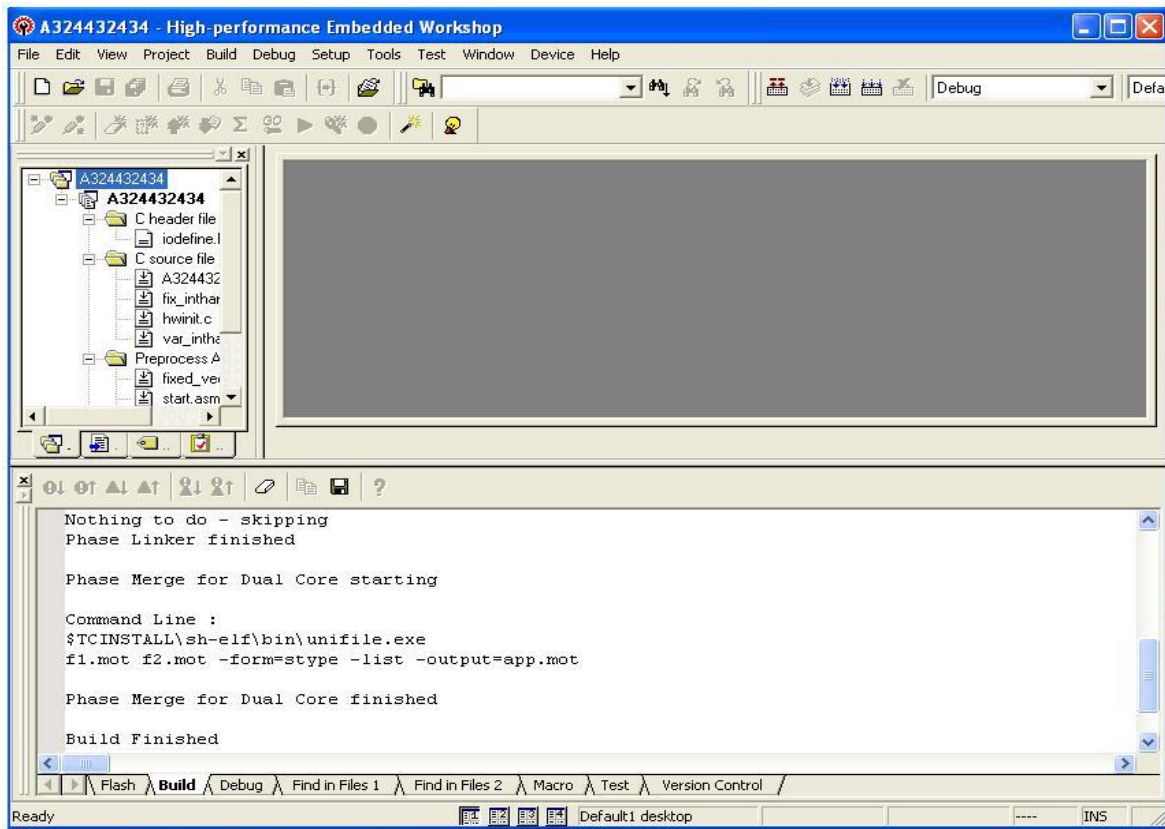 A324432434 - High-performance Embedded Workshop
File Edit View Project Build Debug Setup Tools Test Window Device Help
Debug
Defa
A324432434
A324432434
C header file
iodefine.l
C source file
A324432
fix_inthar
hwinit.c
var_intha
Preprocess A
fixed_vec
start.asm
Nothing to do - skipping
Phase Linker finished
Phase Merge for Dual Core starting
Command Line :
$TCINSTALL\sh-elf\bin\unifile.exe
f1.mot f2.mot -form=stype -list -output=app.mot
Phase Merge for Dual Core finished
Build Finished
Flash Build Debug Find in Files 1 Find in Files 2 Macro Test Version Control
Ready Default1 desktop ---- INS